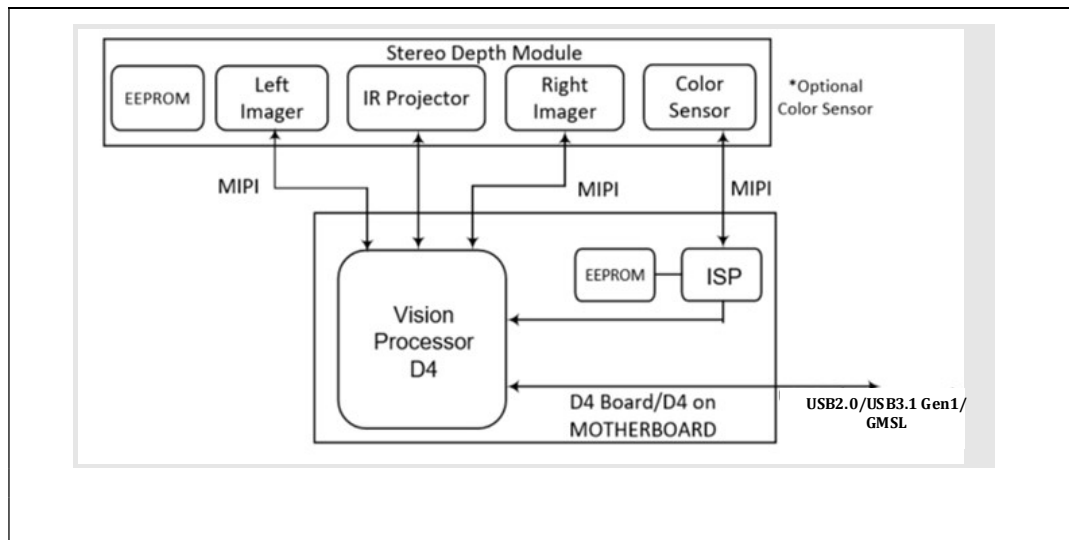 Stereo Depth Module
EEPROM
Left
Imager
IR Projector
Right
Imager
Color
Sensor
*Optional
Color Sensor
MIPI
MIPI
MIPI
Vision
Processor
D4
EEPROM
ISP
D4 Board/D4 on
MOTHERBOARD
USB2.0/USB3.1 Gen1/
GMSL